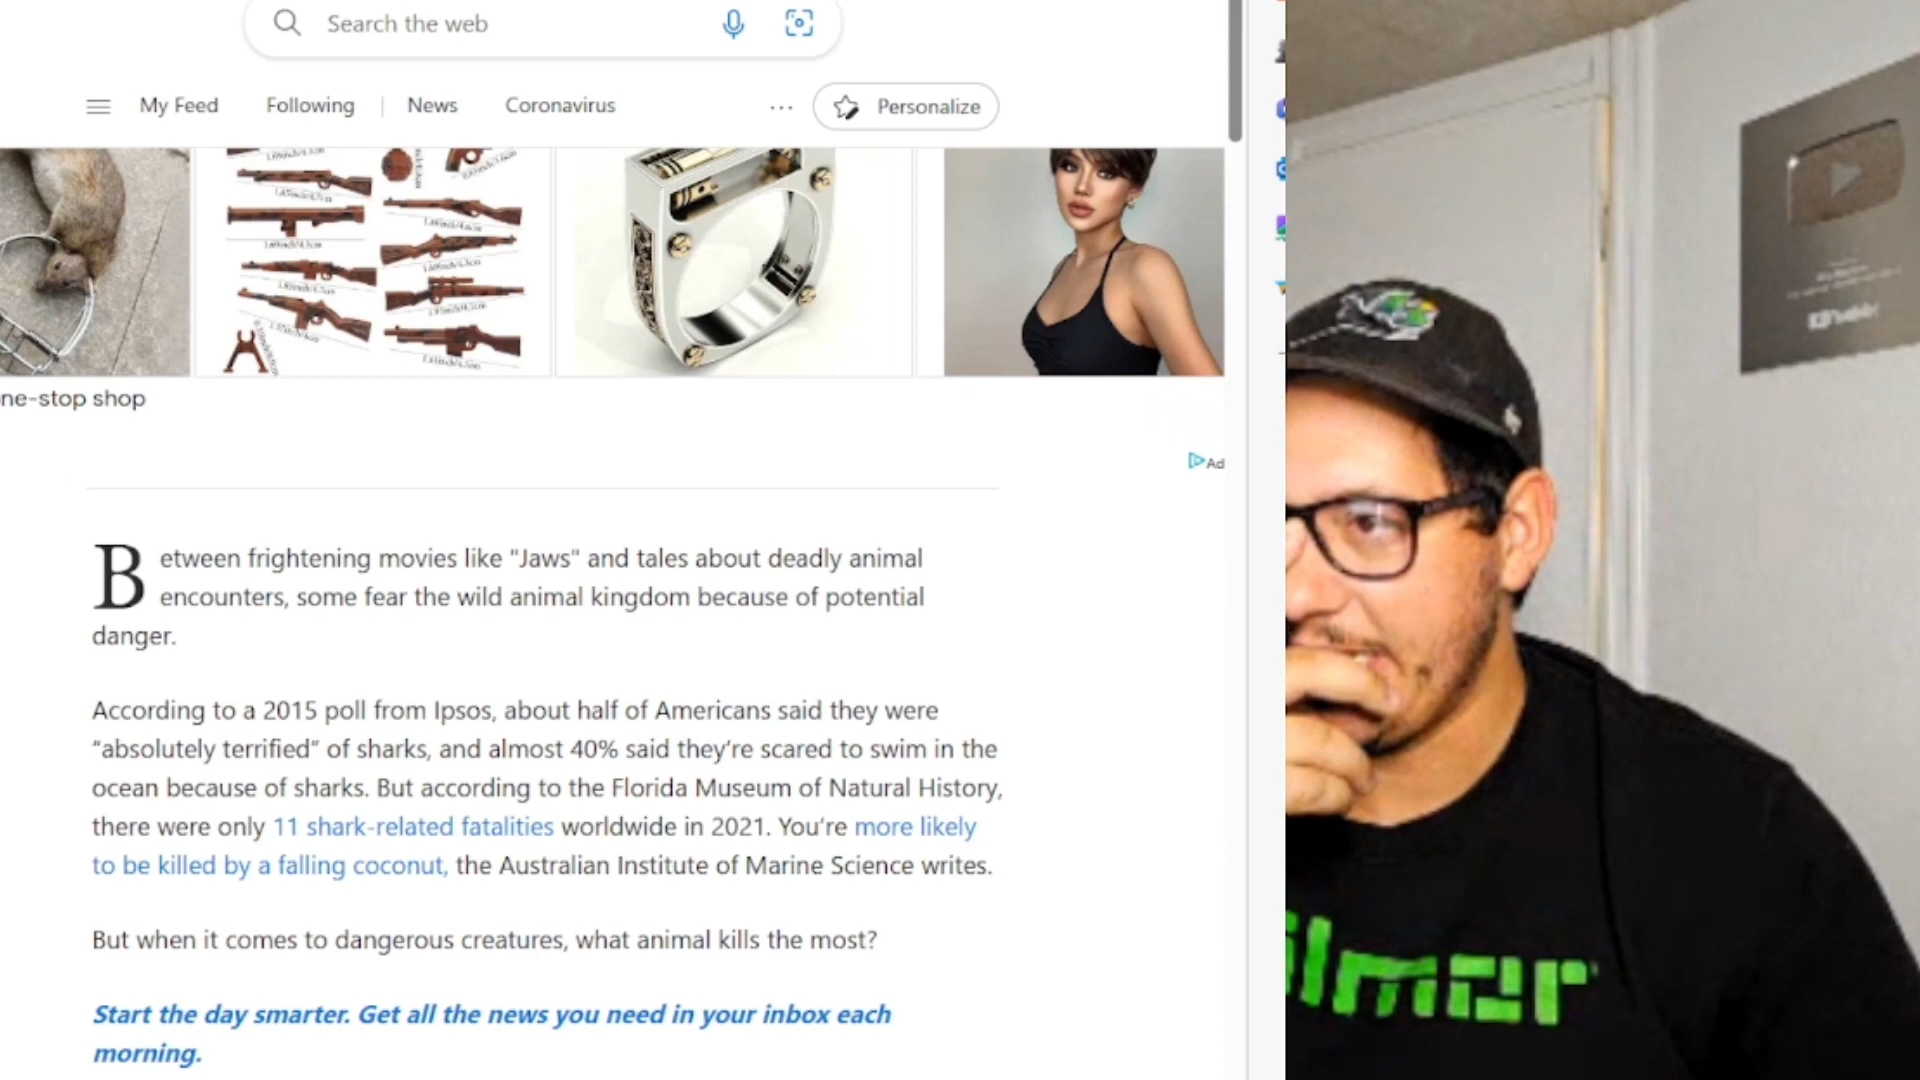 Search the web
My Feed Following News Coronavirus ... Personalize
ne-stop shop
Ad
Between frightening movies like "Jaws" and tales about deadly animal
encounters, some fear the wild animal kingdom because of potential
danger.
According to a 2015 poll from Ipsos, about half of Americans said they were
“absolutely terrified” of sharks, and almost 40% said they’re scared to swim in the
ocean because of sharks. But according to the Florida Museum of Natural History,
there were only 11 shark-related fatalities worldwide in 2021. You’re more likely
to be killed by a falling coconut, the Australian Institute of Marine Science writes.
But when it comes to dangerous creatures, what animal kills the most?
Start the day smarter. Get all the news you need in your inbox each
morning.
ilmar